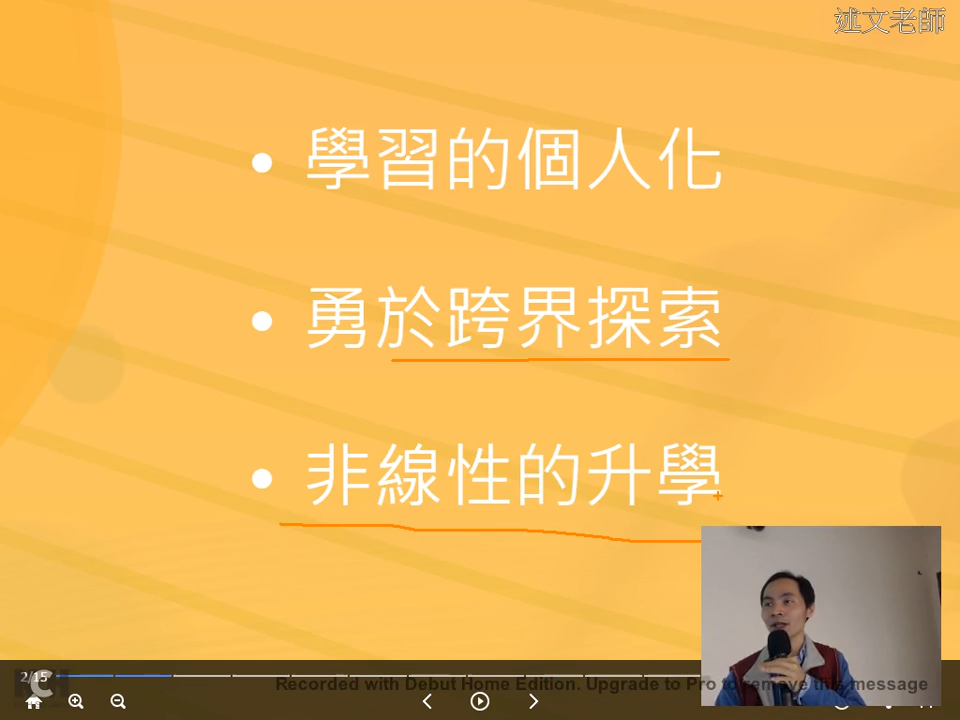 述文老師
• 學習的個人化
• 勇於跨界探索
• 非線性的升學
2/15
Recorded with Debut Home Edition. Upgrade to Pro to remove this message